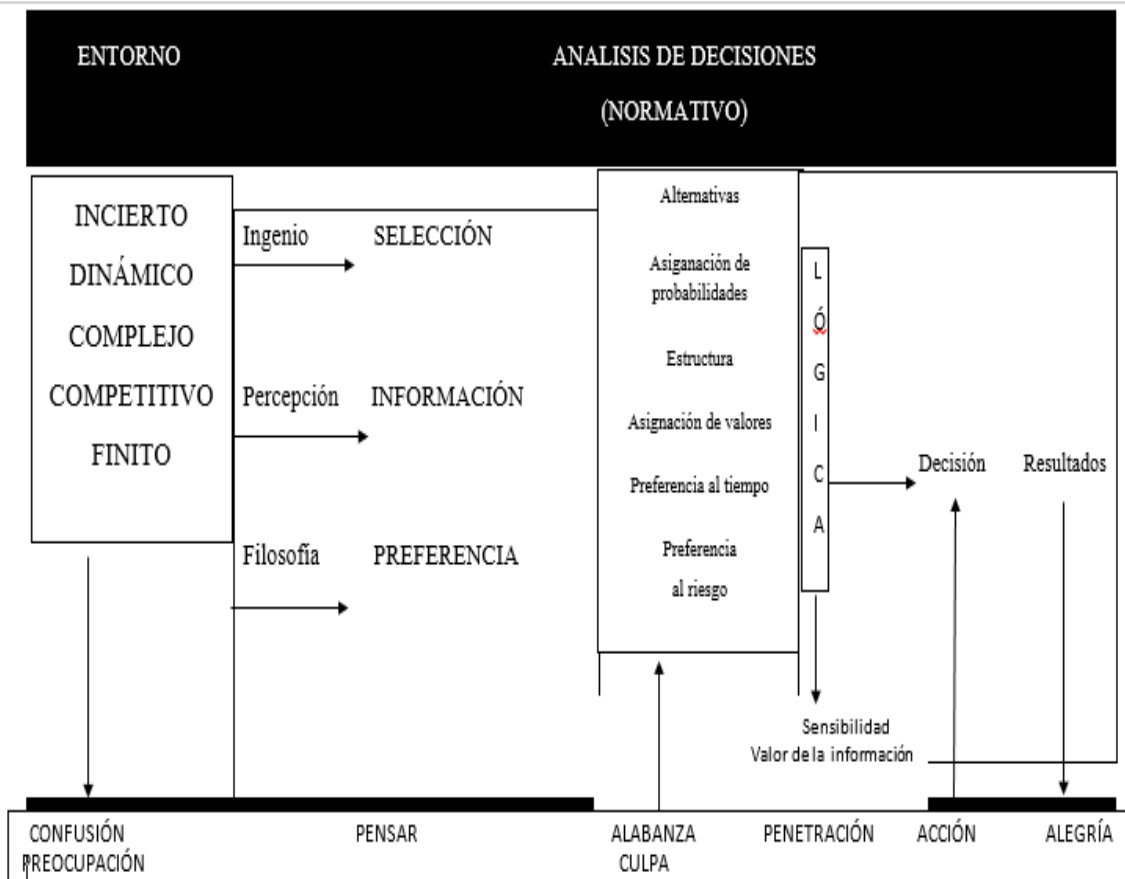 ENTORNO
ANALISIS DE DECISIONES
(NORMATIVO)
INCIERTO
DINÁMICO
COMPLEJO
COMPETITIVO
FINITO
Ingenio
SELECCIÓN
Percepción
INFORMACIÓN
Filosofía
PREFERENCIA
Alternativas
Asiganación de
probabilidades
Estructura
Asignación de valores
Preferencia al tiempo
Preferencia
al riesgo
L
Ó
G
I
C
A
Decisión
Resultados
Sensibilidad
Valor de la información
CONFUSIÓN
PREOCUPACIÓN
PENSAR
ALABANZA
CULPA
PENETRACIÓN
ACCIÓN
ALEGRÍA